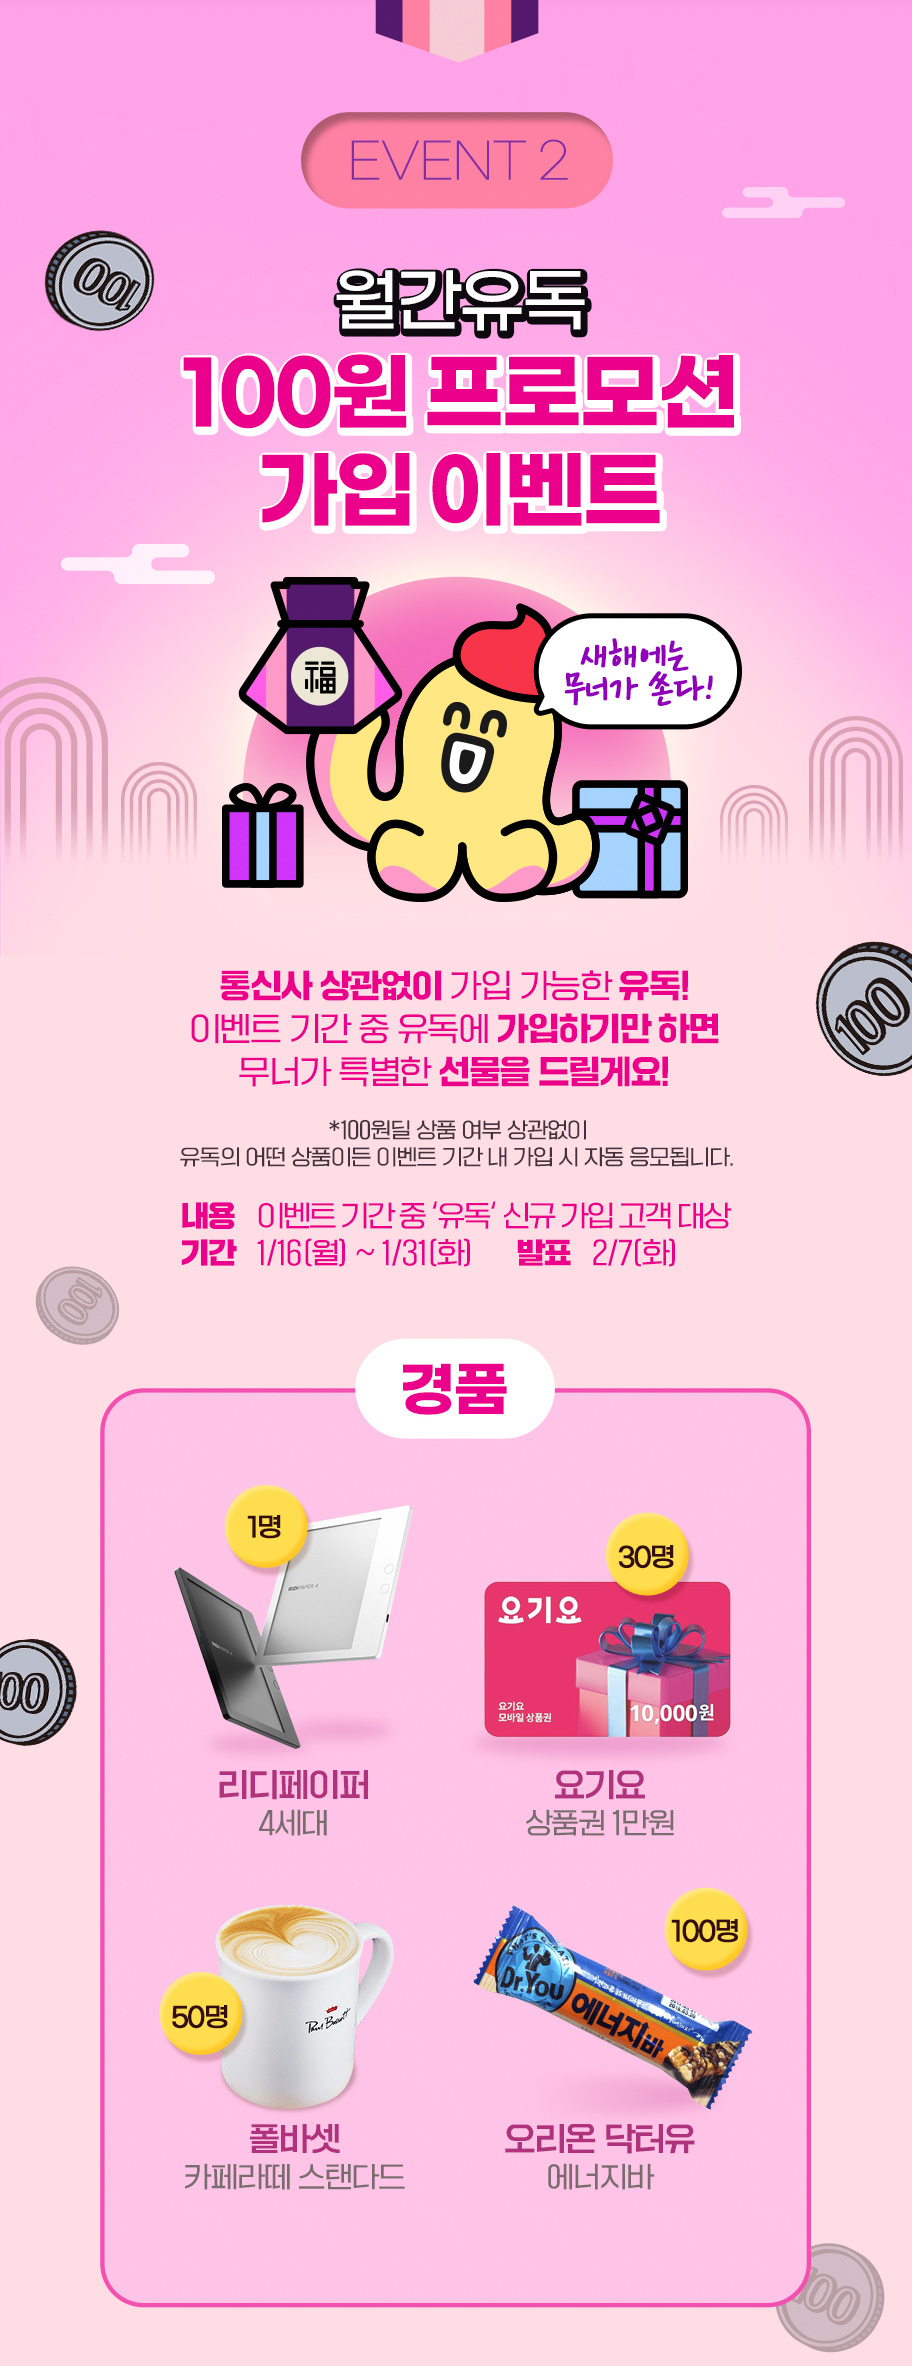 EVENT 2
100
월간유독
100원 프로모션
가입 이벤트
福
새해에는
무너가 쏜다!
통신사 상관없이 가입 가능한 유독!
이벤트 기간 중 유독에 가입하기만 하면
무너가 특별한 선물을 드릴게요!
100
*100원딜 상품 여부 상관없이
유독의 어떤 상품이든 이벤트 기간 내 가입 시 자동 응모됩니다.
내용 이벤트 기간 중 '유독' 신규 가입 고객 대상
기간 1/16(월) ~ 1/31(화) 발표 2/7(화)
100
경품
1명
30명
RIDIPAPER 4
요기요
요기요
모바일 상품권
10,000원
100
리디페이퍼
4세대
요기요
상품권 1만원
50명
Paul Bassett
100명
Dr.You
에너지바
폴바셋
카페라떼 스탠다드
오리온 닥터유
에너지바
100